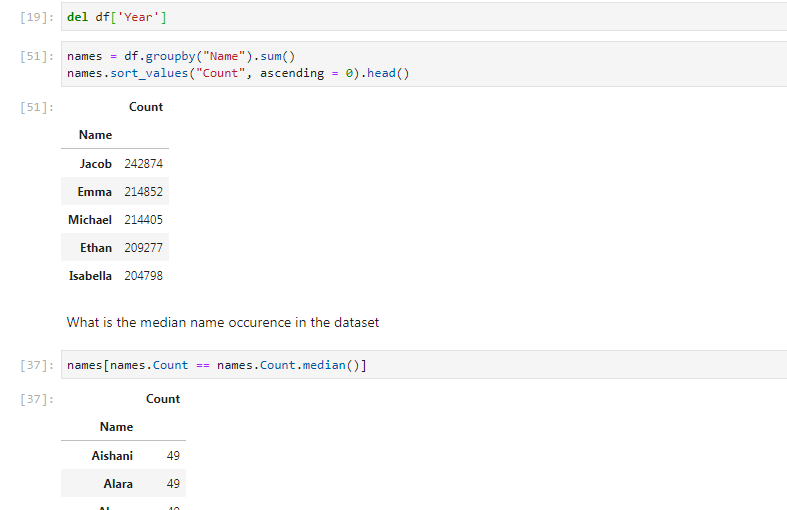 [19]: del df['Year']
[51]: names = df.groupby("Name").sum()
names.sort_values("Count", ascending = 0).head()
[51]: Count
Name
Jacob 242874
Emma 214852
Michael 214405
Ethan 209277
Isabella 204798
What is the median name occurence in the dataset
[37]: names[names.Count == names.Count.median()]
[37]: Count
Name
Aishani 49
Alara 49